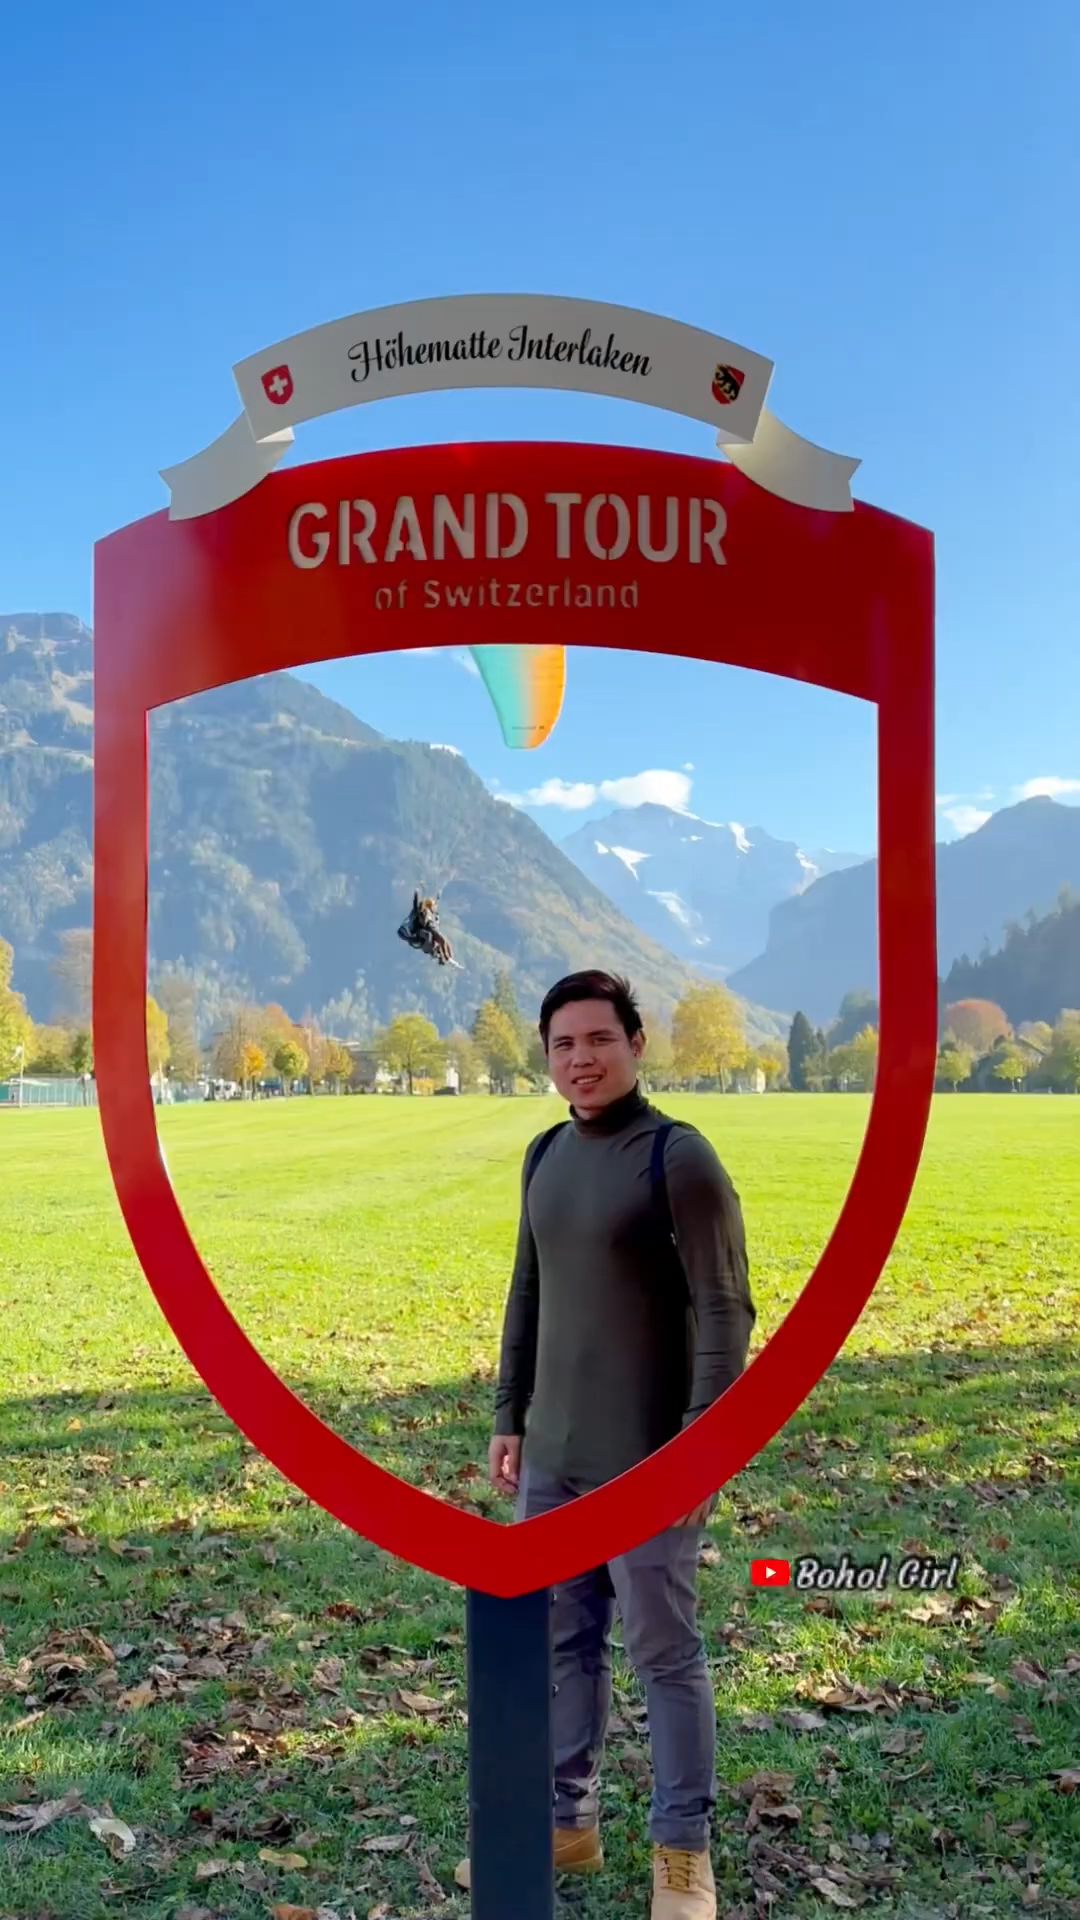 Höhematte Interlaken
GRAND TOUR
of Switzerland
Bohol Girl